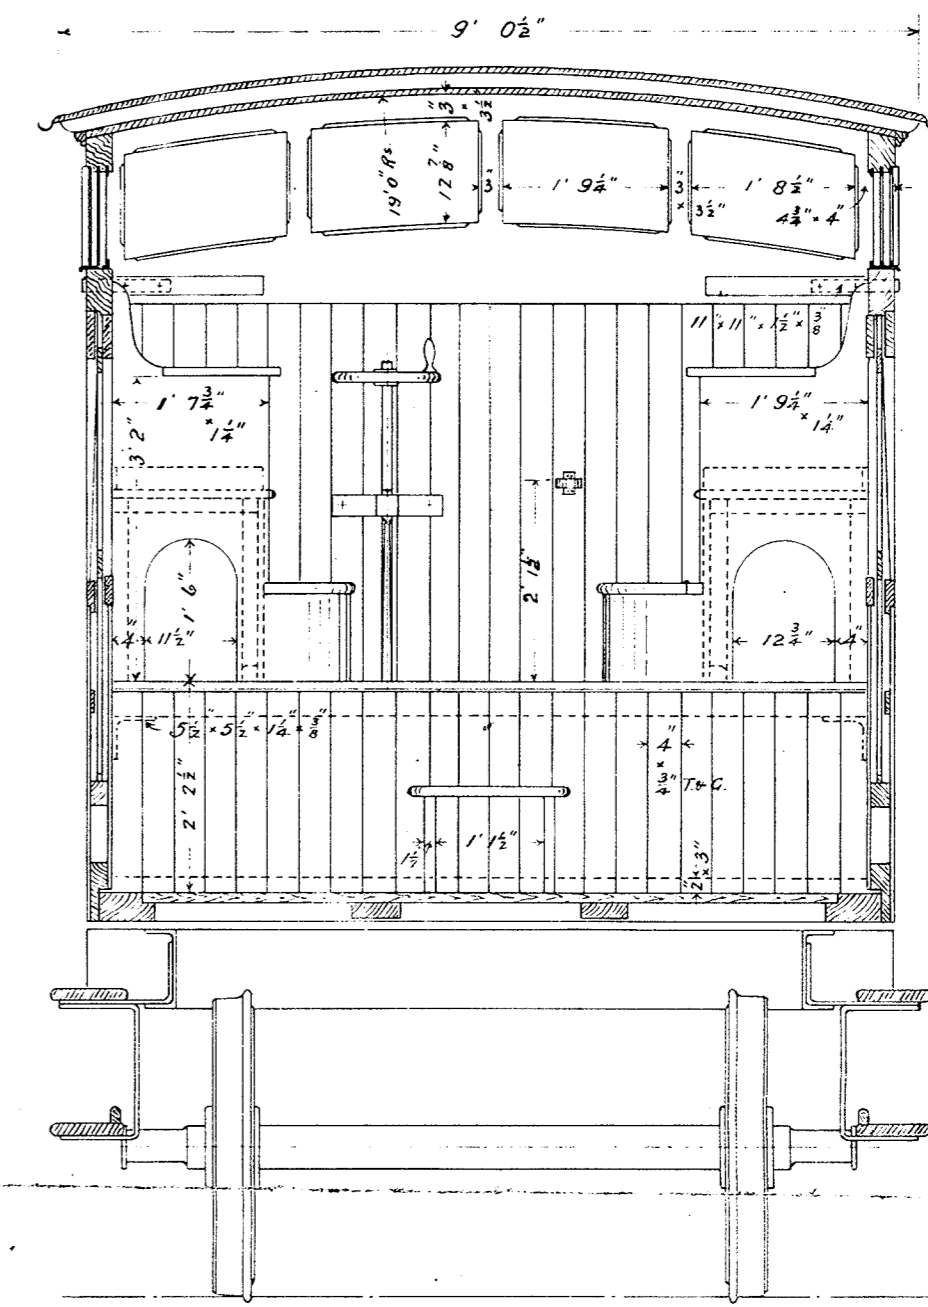 9' 0½"
3" × 3½"
19'0" Rs
12⅞"
3"
1' 9¼"
3" × 3½"
1' 8½"
4¾" × 4"
11" × 11" × 1½" × ⅜
1' 7¾" × 1¼"
1' 9¼" × 1¼"
3' 2"
2' 1½"
1' 6"
4"
11½"
12¾"
4"
5½" × 5½" × 1¼" × ⅜"
2' 2½"
4" × ¾" T.& G.
1' 1½"
2" × 3"